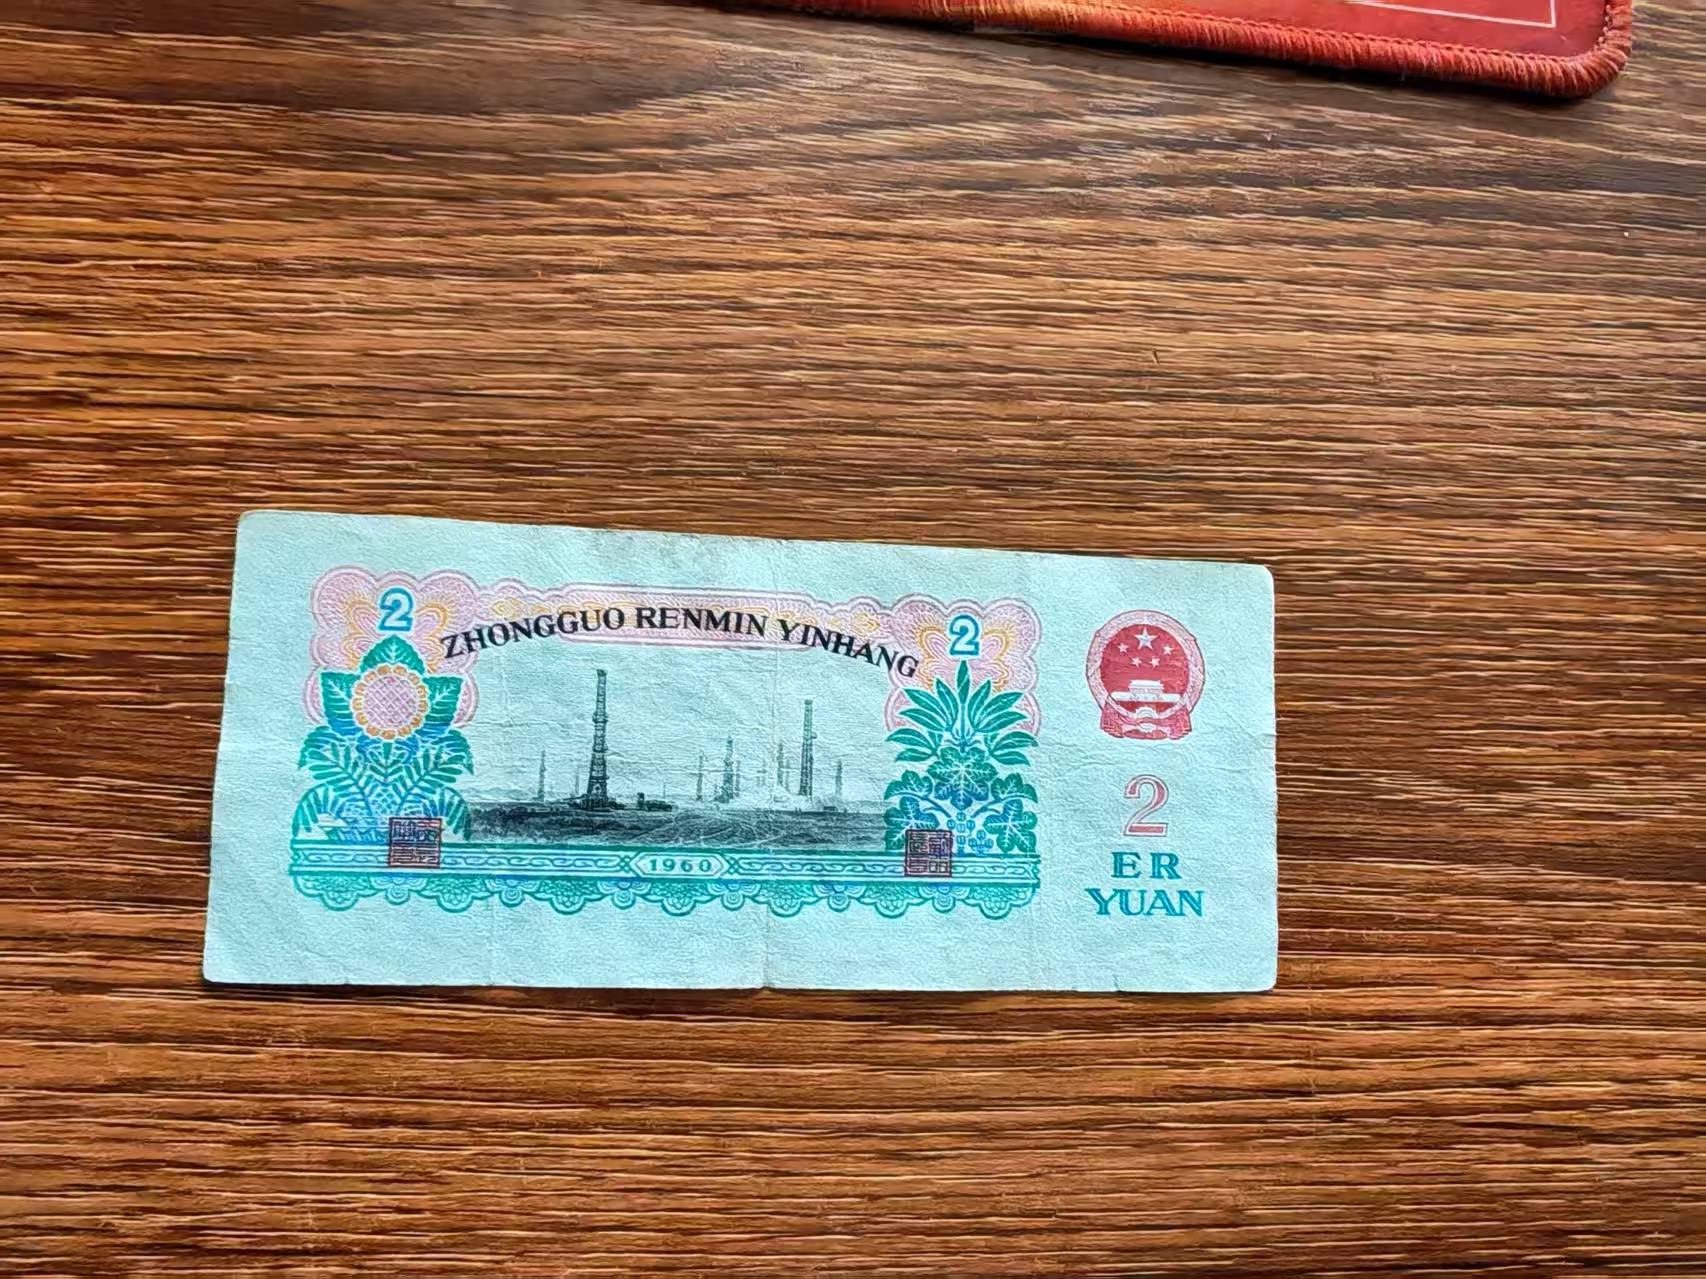 2
2
ZHONGGUO RENMIN YINHANG
1960
2
ER
YUAN